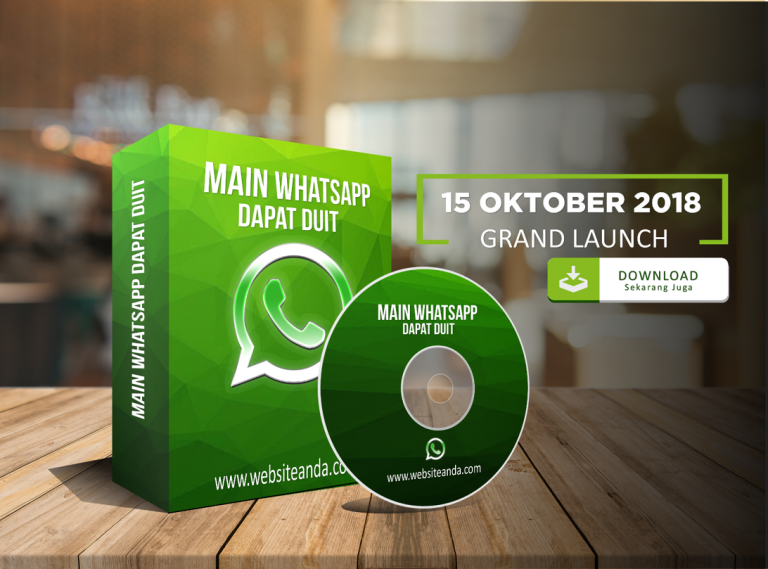 MAIN WHATSAPP DAPAT DUIT
MAIN WHATSAPP
DAPAT DUIT
www.websiteanda.co
MAIN WHATSAPP
DAPAT DUIT
www.websiteanda.com
15 OKTOBER 2018
GRAND LAUNCH
DOWNLOAD
Sekarang Juga